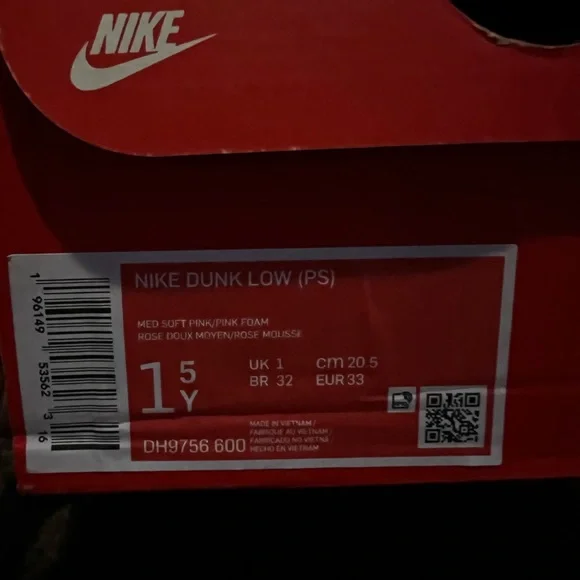 NIKE
NIKE DUNK LOW (PS)
MED SOFT PINK/PINK FOAM
ROSE DOUX MOYEN/ROSE MOUSSE
1 5 Y
UK 1 cm 20.5
BR 32 EUR 33
DH9756 600
MADE IN VIETNAM /
FABRIQUE AU VIETNAM /
FABRICADO NO VIETNÃ
HECHO EN VIETNAM
1 96149 53562 3 16